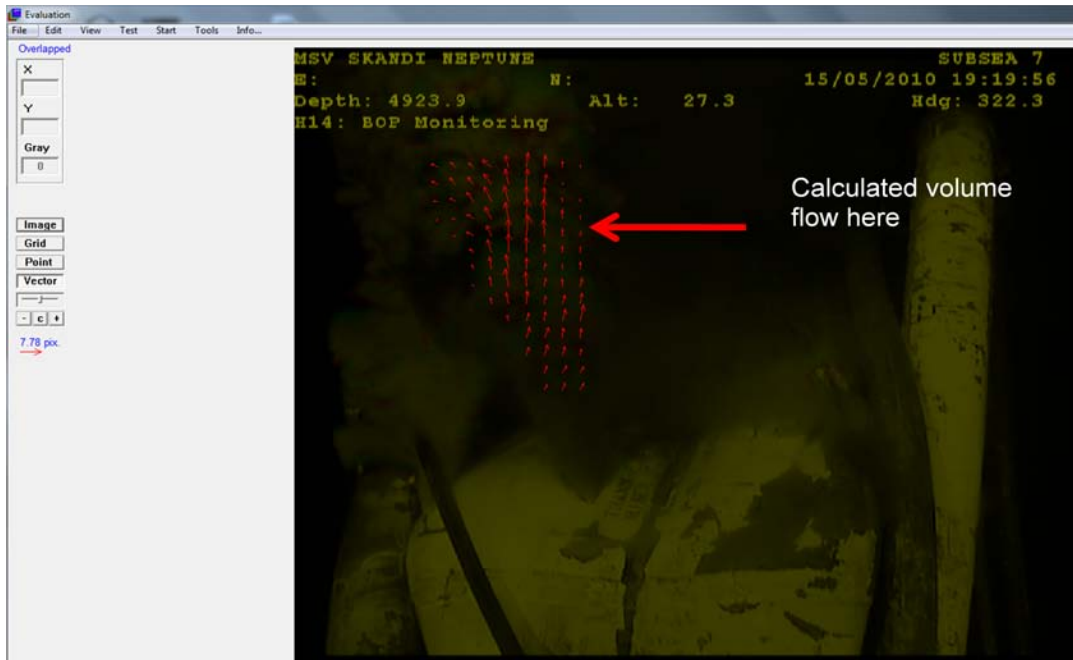 Evaluation
File Edit View Test Start Tools Info...
Overlapped
X
Y
Gray
0
Image
Grid
Point
Vector
- c +
7.78 pix.
MSV SKANDI NEPTUNE SUBSEA 7
E: N: 15/05/2010 19:19:56
Depth: 4923.9 Alt: 27.3 Hdg: 322.3
H14: BOP Monitoring
Calculated volume
flow here